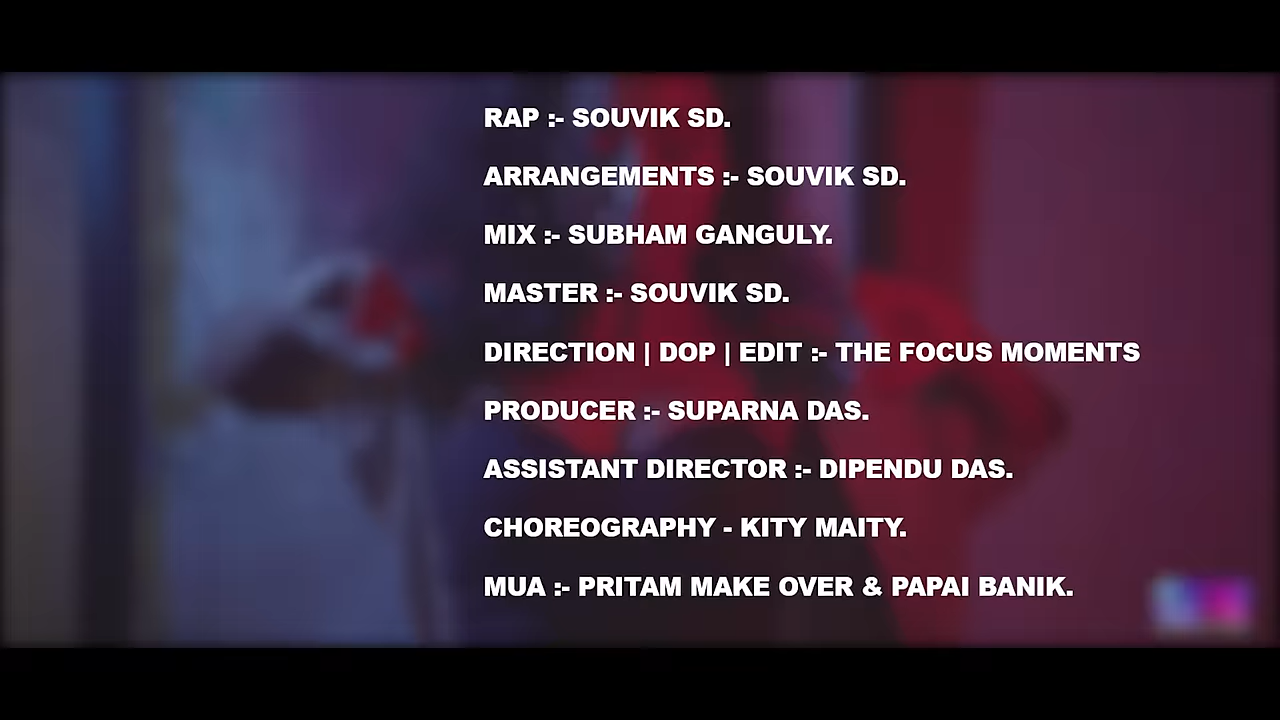 RAP :- SOUVIK SD.
ARRANGEMENTS :- SOUVIK SD.
MIX :- SUBHAM GANGULY.
MASTER :- SOUVIK SD.
DIRECTION | DOP | EDIT :- THE FOCUS MOMENTS
PRODUCER :- SUPARNA DAS.
ASSISTANT DIRECTOR :- DIPENDU DAS.
CHOREOGRAPHY - KITY MAITY.
MUA :- PRITAM MAKE OVER & PAPAI BANIK.